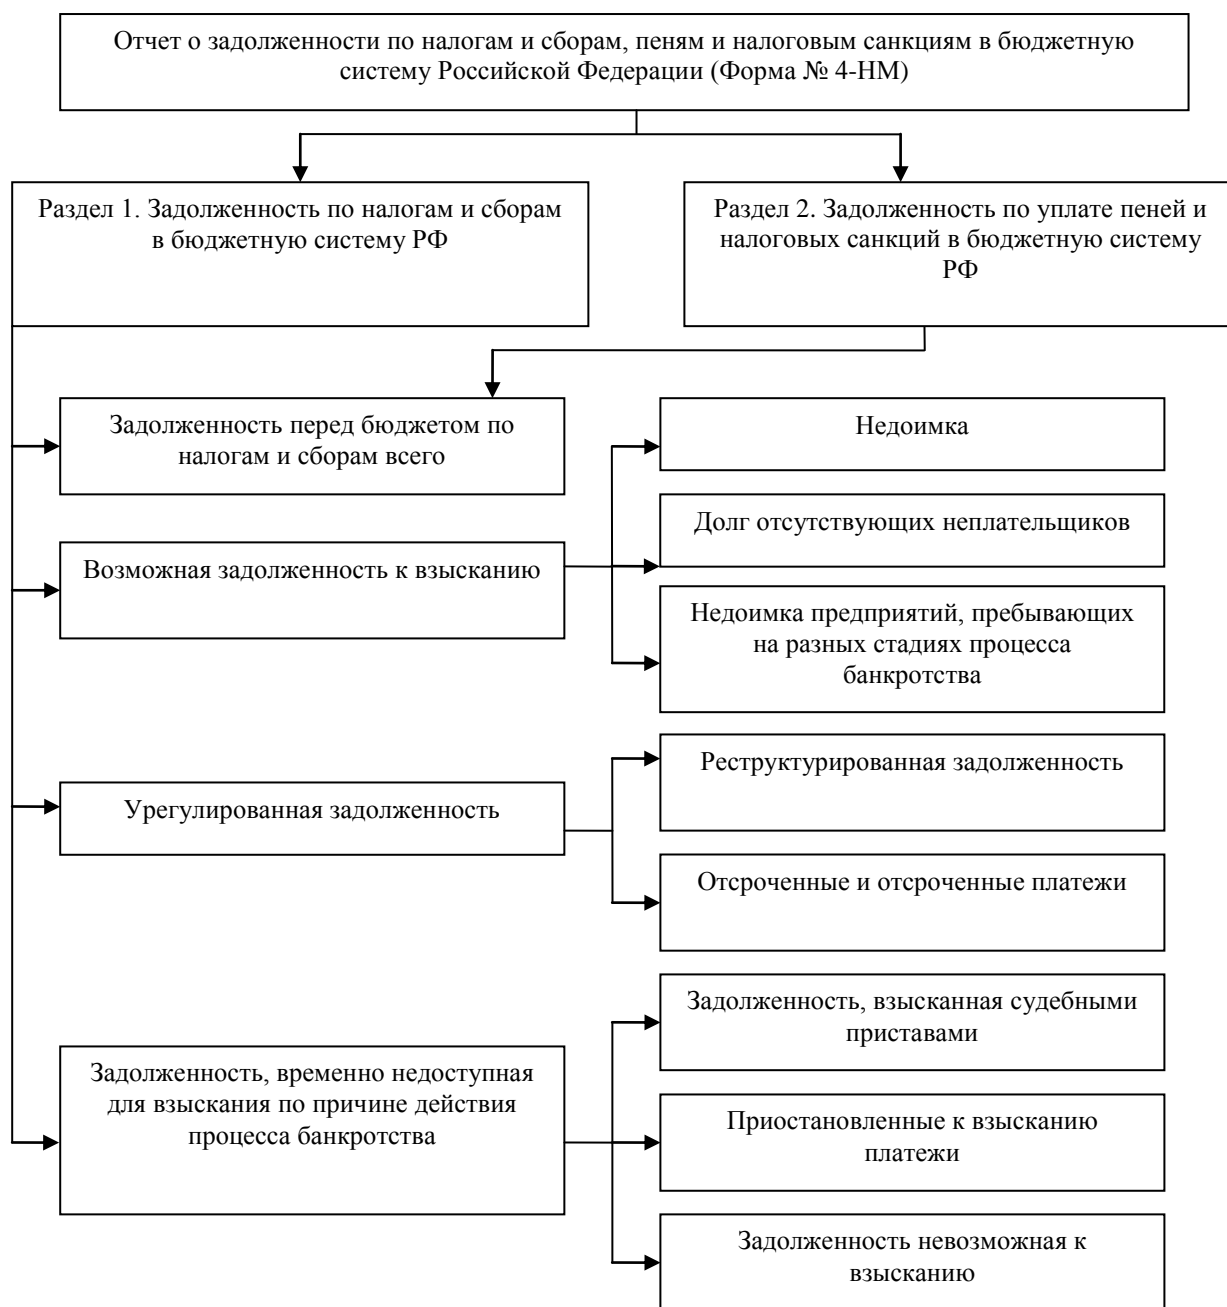 Отчет о задолженности по налогам и сборам, пеням и налоговым санкциям в бюджетную
систему Российской Федерации (Форма № 4-НМ)
Раздел 1. Задолженность по налогам и сборам
в бюджетную систему РФ
Раздел 2. Задолженность по уплате пеней и
налоговых санкций в бюджетную систему
РФ
Задолженность перед бюджетом по
налогам и сборам всего
Недоимка
Долг отсутствующих неплательщиков
Возможная задолженность к взысканию
Недоимка предприятий, пребывающих
на разных стадиях процесса
банкротства
Реструктурированная задолженность
Урегулированная задолженность
Отсроченные и отсроченные платежи
Задолженность, взысканная судебными
приставами
Задолженность, временно недоступная
для взыскания по причине действия
процесса банкротства
Приостановленные к взысканию
платежи
Задолженность невозможная к
взысканию